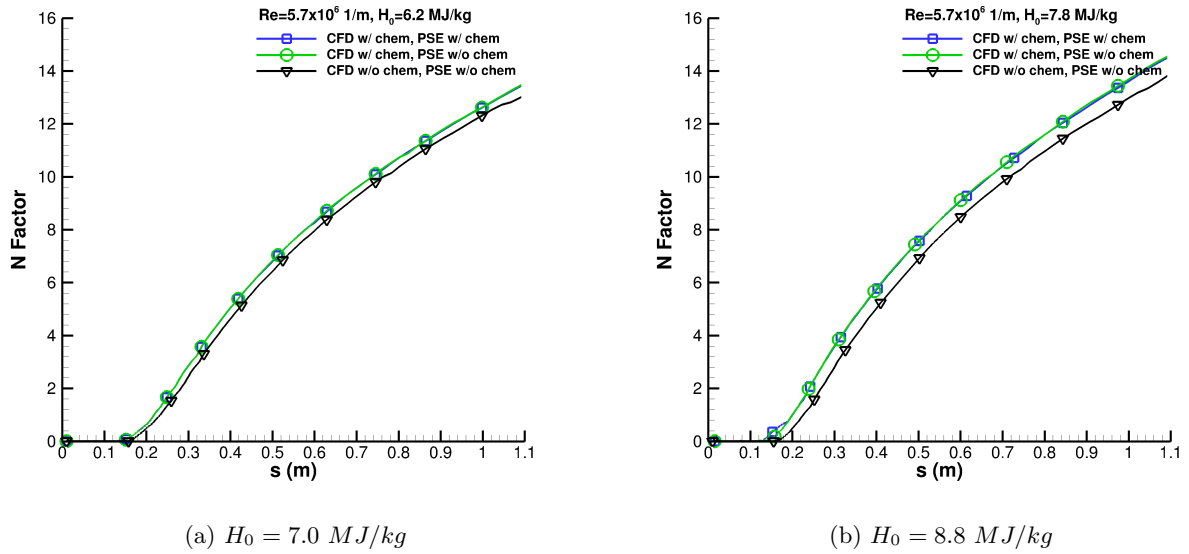 Re=5.7x10⁶ 1/m, H₀=6.2 MJ/kg
CFD w/ chem, PSE w/ chem
CFD w/ chem, PSE w/o chem
CFD w/o chem, PSE w/o chem
16
14
12
10
8
6
4
2
0
N Factor
0 0.1 0.2 0.3 0.4 0.5 0.6 0.7 0.8 0.9 1 1.1
s (m)
(a) H₀ = 7.0 MJ/kg
Re=5.7x10⁶ 1/m, H₀=7.8 MJ/kg
CFD w/ chem, PSE w/ chem
CFD w/ chem, PSE w/o chem
CFD w/o chem, PSE w/o chem
16
14
12
10
8
6
4
2
0
N Factor
0 0.1 0.2 0.3 0.4 0.5 0.6 0.7 0.8 0.9 1 1.1
s (m)
(b) H₀ = 8.8 MJ/kg